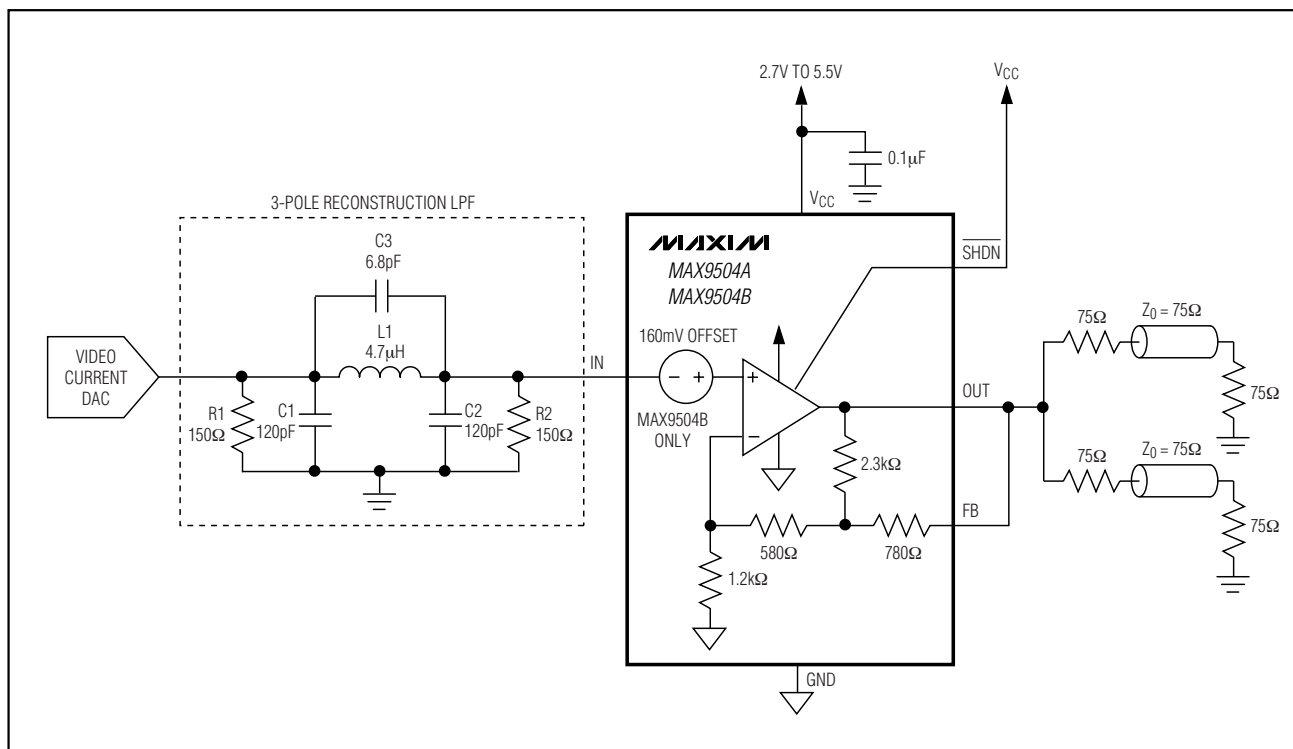 2.7V TO 5.5V
VCC
0.1µF
3-POLE RECONSTRUCTION LPF
VCC
C3
6.8pF
MAXIM
SHDN
MAX9504A
MAX9504B
L1
4.7µH
75Ω
Z0 = 75Ω
VIDEO
CURRENT
DAC
160mV OFFSET
IN
- +
+
OUT
75Ω
R1
150Ω
C1
120pF
C2
120pF
R2
150Ω
MAX9504B
ONLY
-
2.3kΩ
75Ω
Z0 = 75Ω
FB
580Ω
780Ω
75Ω
1.2kΩ
GND